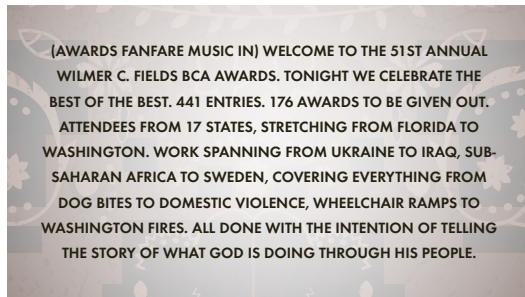 (AWARDS FANFARE MUSIC IN) WELCOME TO THE 51ST ANNUAL
WILMER C. FIELDS BCA AWARDS. TONIGHT WE CELEBRATE THE
BEST OF THE BEST. 441 ENTRIES. 176 AWARDS TO BE GIVEN OUT.
ATTENDEES FROM 17 STATES, STRETCHING FROM FLORIDA TO
WASHINGTON. WORK SPANNING FROM UKRAINE TO IRAQ, SUB-
SAHARAN AFRICA TO SWEDEN, COVERING EVERYTHING FROM
DOG BITES TO DOMESTIC VIOLENCE, WHEELCHAIR RAMPS TO
WASHINGTON FIRES. ALL DONE WITH THE INTENTION OF TELLING
THE STORY OF WHAT GOD IS DOING THROUGH HIS PEOPLE.